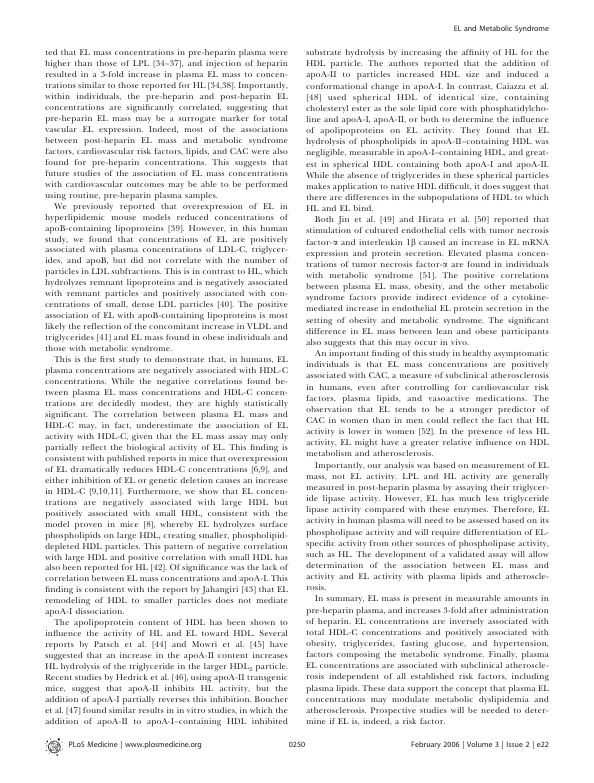 EL and Metabolic Syndrome
ted that EL mass concentrations in pre-heparin plasma were
higher than those of LPL [34–37], and injection of heparin
resulted in a 3-fold increase in plasma EL mass to concen-
trations similar to those reported for HL [34,38]. Importantly,
within individuals, the pre-heparin and post-heparin EL
concentrations are significantly correlated, suggesting that
pre-heparin EL mass may be a surrogate marker for total
vascular EL expression. Indeed, most of the associations
between post-heparin EL mass and metabolic syndrome
factors, cardiovascular risk factors, lipids, and CAC were also
found for pre-heparin concentrations. This suggests that
future studies of the association of EL mass concentrations
with cardiovascular outcomes may be able to be performed
using routine, pre-heparin plasma samples.
We previously reported that overexpression of EL in
hyperlipidemic mouse models reduced concentrations of
apoB-containing lipoproteins [39]. However, in this human
study, we found that concentrations of EL are positively
associated with plasma concentrations of LDL-C, triglycer-
ides, and apoB, but did not correlate with the number of
particles in LDL subfractions. This is in contrast to HL, which
hydrolyzes remnant lipoproteins and is negatively associated
with remnant particles and positively associated with con-
centrations of small, dense LDL particles [40]. The positive
association of EL with apoB-containing lipoproteins is most
likely the reflection of the concomitant increase in VLDL and
triglycerides [41] and EL mass found in obese individuals and
those with metabolic syndrome.
This is the first study to demonstrate that, in humans, EL
plasma concentrations are negatively associated with HDL-C
concentrations. While the negative correlations found be-
tween plasma EL mass concentrations and HDL-C concen-
trations are decidedly modest, they are highly statistically
significant. The correlation between plasma EL mass and
HDL-C may, in fact, underestimate the association of EL
activity with HDL-C, given that the EL mass assay may only
partially reflect the biological activity of EL. This finding is
consistent with published reports in mice that overexpression
of EL dramatically reduces HDL-C concentrations [6,9], and
either inhibition of EL or genetic deletion causes an increase
in HDL-C [9,10,11]. Furthermore, we show that EL concen-
trations are negatively associated with large HDL but
positively associated with small HDL, consistent with the
model proven in mice [8], whereby EL hydrolyzes surface
phospholipids on large HDL, creating smaller, phospholipid-
depleted HDL particles. This pattern of negative correlation
with large HDL and positive correlation with small HDL has
also been reported for HL [42]. Of significance was the lack of
correlation between EL mass concentrations and apoA-I. This
finding is consistent with the report by Jahangiri [43] that EL
remodeling of HDL to smaller particles does not mediate
apoA-I dissociation.
The apolipoprotein content of HDL has been shown to
influence the activity of HL and EL toward HDL. Several
reports by Patsch et al. [44] and Mowri et al. [45] have
suggested that an increase in the apoA-II content increases
HL hydrolysis of the triglyceride in the larger HDL₂ particle.
Recent studies by Hedrick et al. [46], using apoA-II transgenic
mice, suggest that apoA-II inhibits HL activity, but the
addition of apoA-I partially reverses this inhibition. Boucher
et al. [47] found similar results in in vitro studies, in which the
addition of apoA-II to apoA-I–containing HDL inhibited
substrate hydrolysis by increasing the affinity of HL for the
HDL particle. The authors reported that the addition of
apoA-II to particles increased HDL size and induced a
conformational change in apoA-I. In contrast, Caiazza et al.
[48] used spherical HDL of identical size, containing
cholesteryl ester as the sole lipid core with phosphatidylcho-
line and apoA-I, apoA-II, or both to determine the influence
of apolipoproteins on EL activity. They found that EL
hydrolysis of phospholipids in apoA-II–containing HDL was
negligible, measurable in apoA-I–containing HDL, and great-
est in spherical HDL containing both apoA-I and apoA-II.
While the absence of triglycerides in these spherical particles
makes application to native HDL difficult, it does suggest that
there are differences in the subpopulations of HDL to which
HL and EL bind.
Both Jin et al. [49] and Hirata et al. [50] reported that
stimulation of cultured endothelial cells with tumor necrosis
factor-α and interleukin 1β caused an increase in EL mRNA
expression and protein secretion. Elevated plasma concen-
trations of tumor necrosis factor-α are found in individuals
with metabolic syndrome [51]. The positive correlations
between plasma EL mass, obesity, and the other metabolic
syndrome factors provide indirect evidence of a cytokine-
mediated increase in endothelial EL protein secretion in the
setting of obesity and metabolic syndrome. The significant
difference in EL mass between lean and obese participants
also suggests that this may occur in vivo.
An important finding of this study in healthy asymptomatic
individuals is that EL mass concentrations are positively
associated with CAC, a measure of subclinical atherosclerosis
in humans, even after controlling for cardiovascular risk
factors, plasma lipids, and vasoactive medications. The
observation that EL tends to be a stronger predictor of
CAC in women than in men could reflect the fact that HL
activity is lower in women [52]. In the presence of less HL
activity, EL might have a greater relative influence on HDL
metabolism and atherosclerosis.
Importantly, our analysis was based on measurement of EL
mass, not EL activity. LPL and HL activity are generally
measured in post-heparin plasma by assaying their triglycer-
ide lipase activity. However, EL has much less triglyceride
lipase activity compared with these enzymes. Therefore, EL
activity in human plasma will need to be assessed based on its
phospholipase activity and will require differentiation of EL-
specific activity from other sources of phospholipase activity,
such as HL. The development of a validated assay will allow
determination of the association between EL mass and
activity and EL activity with plasma lipids and atheroscle-
rosis.
In summary, EL mass is present in measurable amounts in
pre-heparin plasma, and increases 3-fold after administration
of heparin. EL concentrations are inversely associated with
total HDL-C concentrations and positively associated with
obesity, triglycerides, fasting glucose, and hypertension,
factors composing the metabolic syndrome. Finally, plasma
EL concentrations are associated with subclinical atheroscle-
rosis independent of all established risk factors, including
plasma lipids. These data support the concept that plasma EL
concentrations may modulate metabolic dyslipidemia and
atherosclerosis. Prospective studies will be needed to deter-
mine if EL is, indeed, a risk factor.
PLoS Medicine | www.plosmedicine.org
0250
February 2006 | Volume 3 | Issue 2 | e22